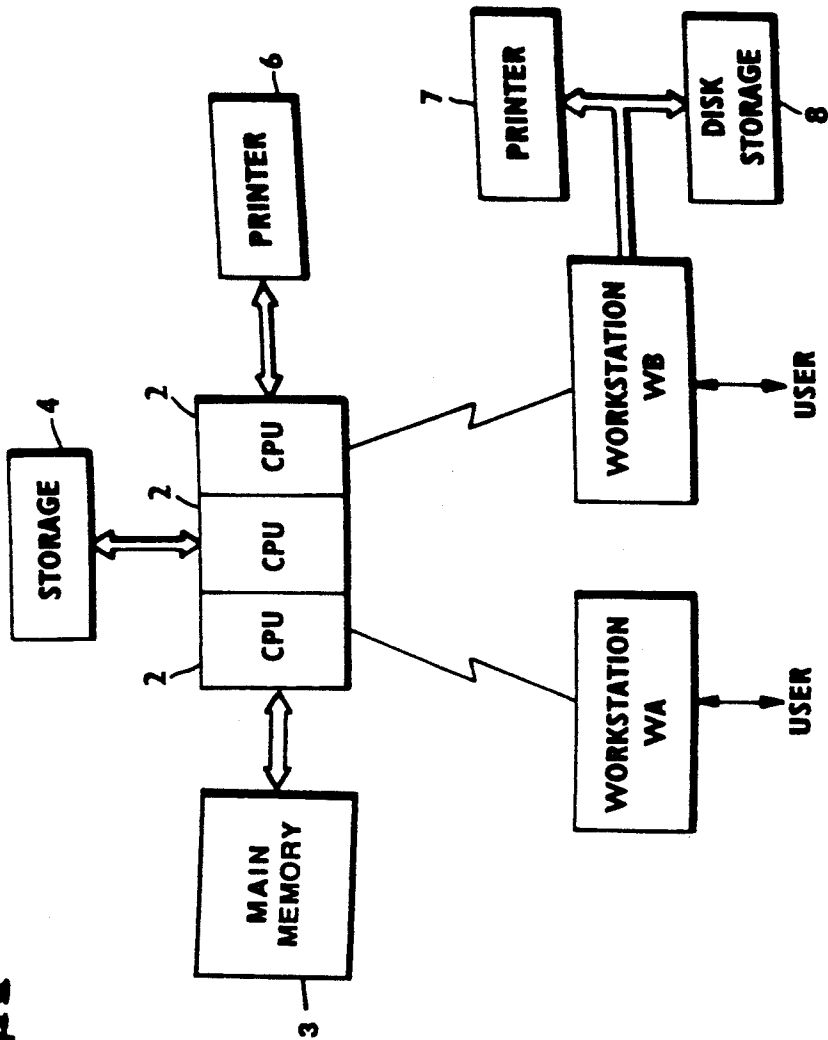 4
STORAGE
2
2
2
6
MAIN
MEMORY
CPU
CPU
CPU
PRINTER
3
7
WORKSTATION
WA
WORKSTATION
WB
PRINTER
DISK
STORAGE
8
USER
USER